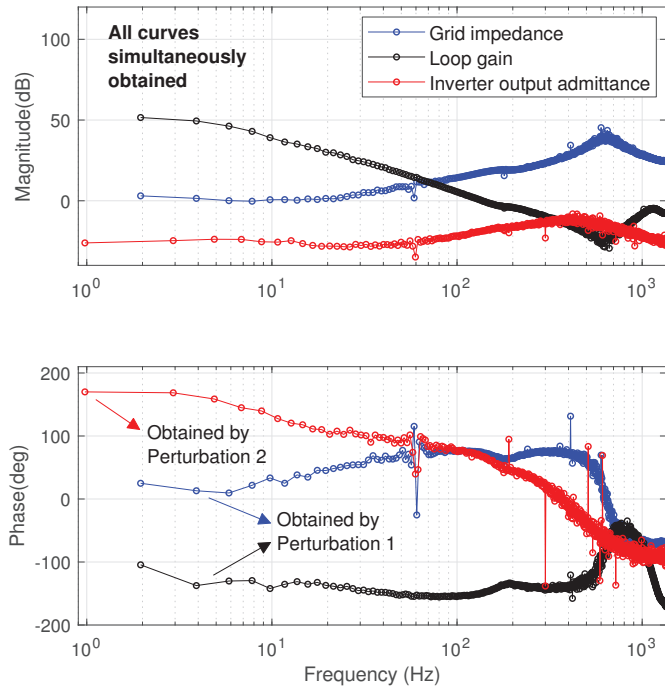 All curves
simultaneously
obtained
Grid impedance
Loop gain
Inverter output admittance
Magnitude(dB)
100
50
0
10^0
10^1
10^2
10^3
Phase(deg)
200
100
0
-100
-200
Obtained by
Perturbation 2
Obtained by
Perturbation 1
10^0
10^1
10^2
10^3
Frequency (Hz)